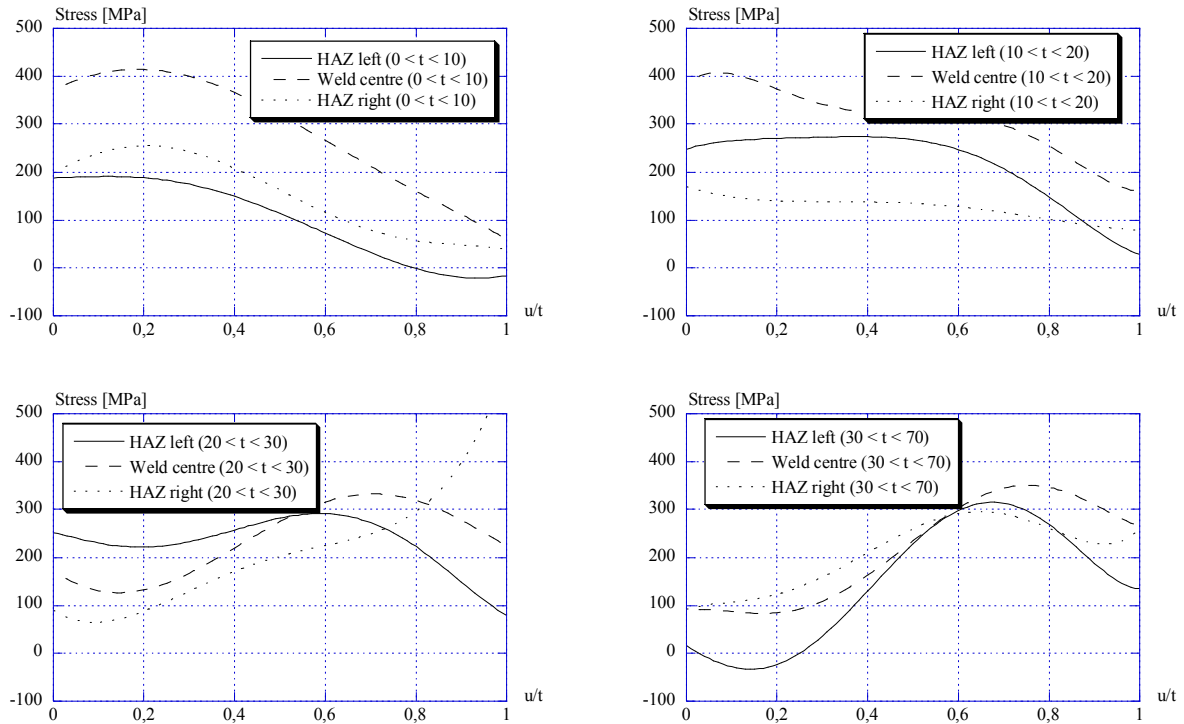 Stress [MPa]
500
400
300
200
100
0
-100
HAZ left (0 < t < 10)
Weld centre (0 < t < 10)
HAZ right (0 < t < 10)
0
0,2
0,4
0,6
0,8
1
u/t
Stress [MPa]
500
400
300
200
100
0
-100
HAZ left (10 < t < 20)
Weld centre (10 < t < 20)
HAZ right (10 < t < 20)
0
0,2
0,4
0,6
0,8
1
u/t
Stress [MPa]
500
400
300
200
100
0
-100
HAZ left (20 < t < 30)
Weld centre (20 < t < 30)
HAZ right (20 < t < 30)
0
0,2
0,4
0,6
0,8
1
u/t
Stress [MPa]
500
400
300
200
100
0
-100
HAZ left (30 < t < 70)
Weld centre (30 < t < 70)
HAZ right (30 < t < 70)
0
0,2
0,4
0,6
0,8
1
u/t